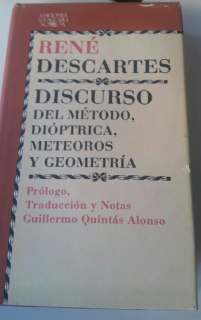 EDICIONES
ALFAGUARA
RENÉ
DESCARTES
DISCURSO
DEL MÉTODO,
DIÓPTRICA,
METEOROS
Y GEOMETRÍA
Prólogo,
Traducción y Notas
Guillermo Quintás Alonso